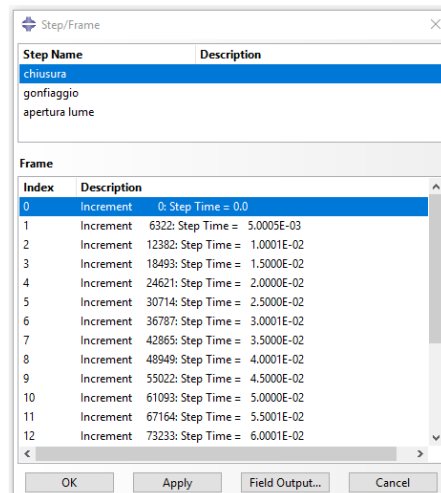 Step/Frame
Step Name Description
chiusura
gonfiaggio
apertura lume
Frame
Index Description
0 Increment 0: Step Time = 0.0
1 Increment 6322: Step Time = 5.0005E-03
2 Increment 12382: Step Time = 1.0001E-02
3 Increment 18493: Step Time = 1.5000E-02
4 Increment 24621: Step Time = 2.0000E-02
5 Increment 30714: Step Time = 2.5000E-02
6 Increment 36787: Step Time = 3.0001E-02
7 Increment 42865: Step Time = 3.5000E-02
8 Increment 48949: Step Time = 4.0001E-02
9 Increment 55022: Step Time = 4.5000E-02
10 Increment 61093: Step Time = 5.0000E-02
11 Increment 67164: Step Time = 5.5001E-02
12 Increment 73233: Step Time = 6.0001E-02
OK Apply Field Output... Cancel